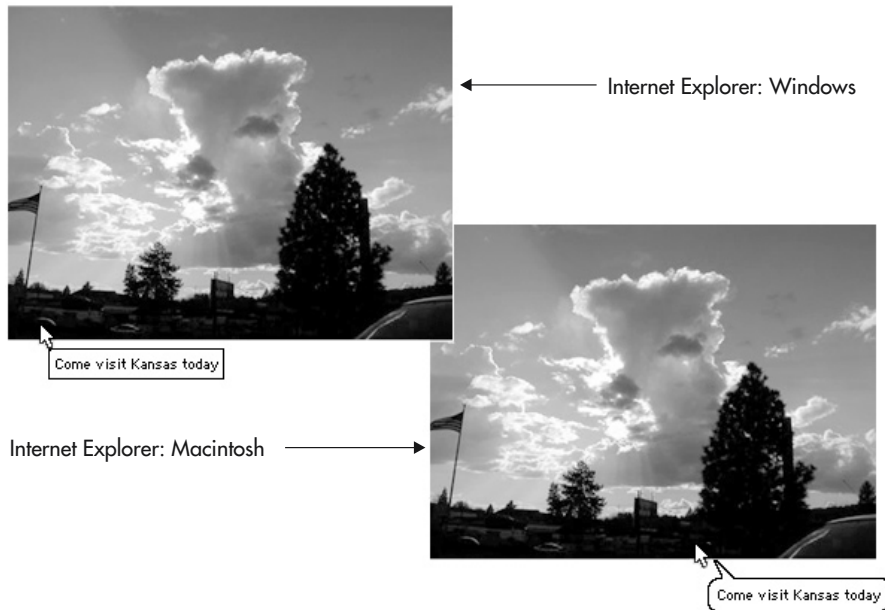 Internet Explorer: Windows
Come visit Kansas today
Internet Explorer: Macintosh
Come visit Kansas today